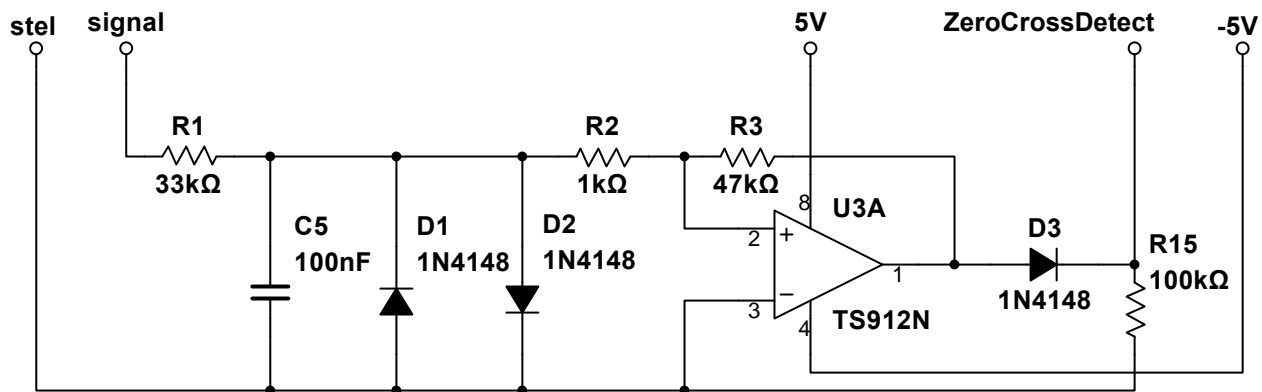 stel
signal
5V
ZeroCrossDetect
-5V
R1
33kΩ
R2
1kΩ
R3
47kΩ
C5
100nF
D1
1N4148
D2
1N4148
8
U3A
2
+
−
3
1
4
TS912N
D3
1N4148
R15
100kΩ